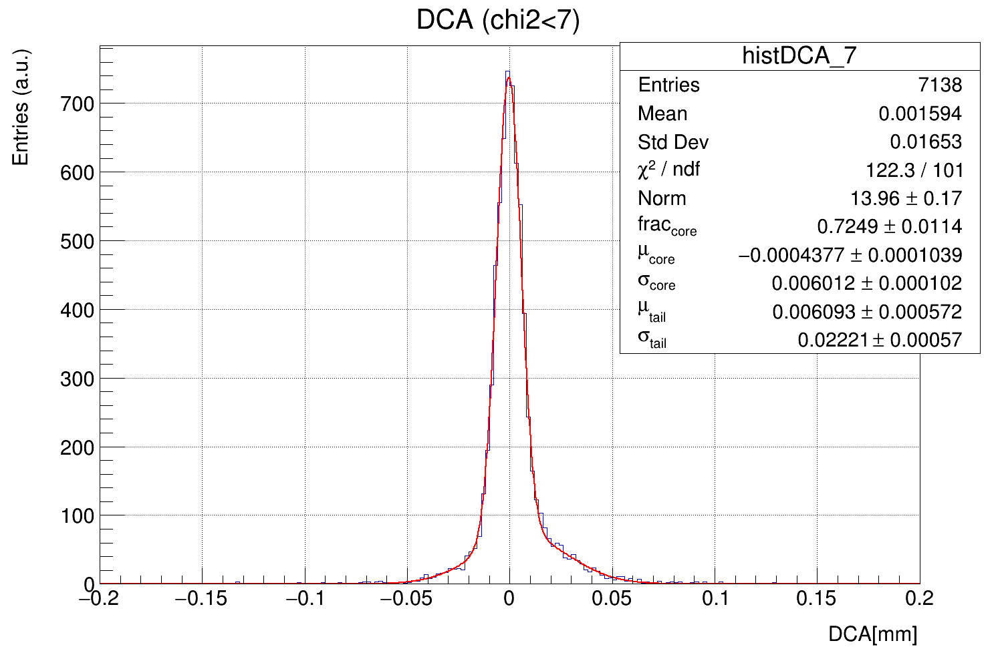 DCA (chi2<7)
Entries (a.u.)
histDCA_7
Entries 7138
Mean 0.001594
Std Dev 0.01653
χ² / ndf 122.3 / 101
Norm 13.96 ± 0.17
frac_core 0.7249 ± 0.0114
μ_core −0.0004377 ± 0.0001039
σ_core 0.006012 ± 0.000102
μ_tail 0.006093 ± 0.000572
σ_tail 0.02221 ± 0.00057
700
600
500
400
300
200
100
0
−0.2 −0.15 −0.1 −0.05 0 0.05 0.1 0.15 0.2
DCA[mm]